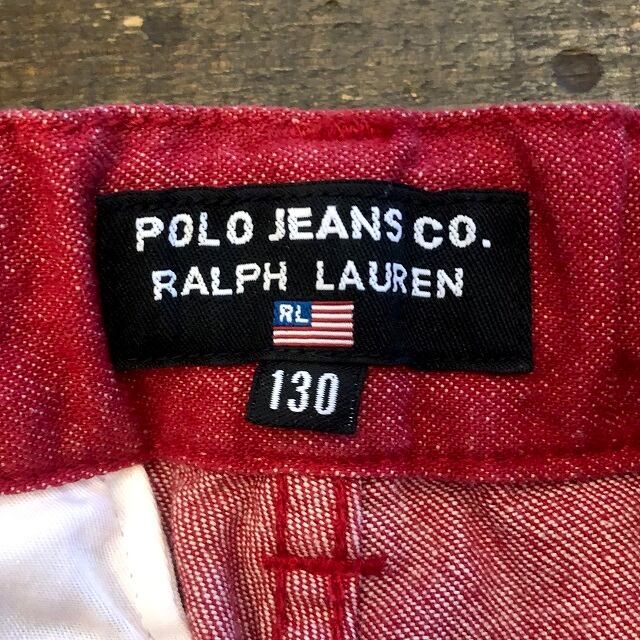 POLO JEANS CO.
RALPH LAUREN
RL
130